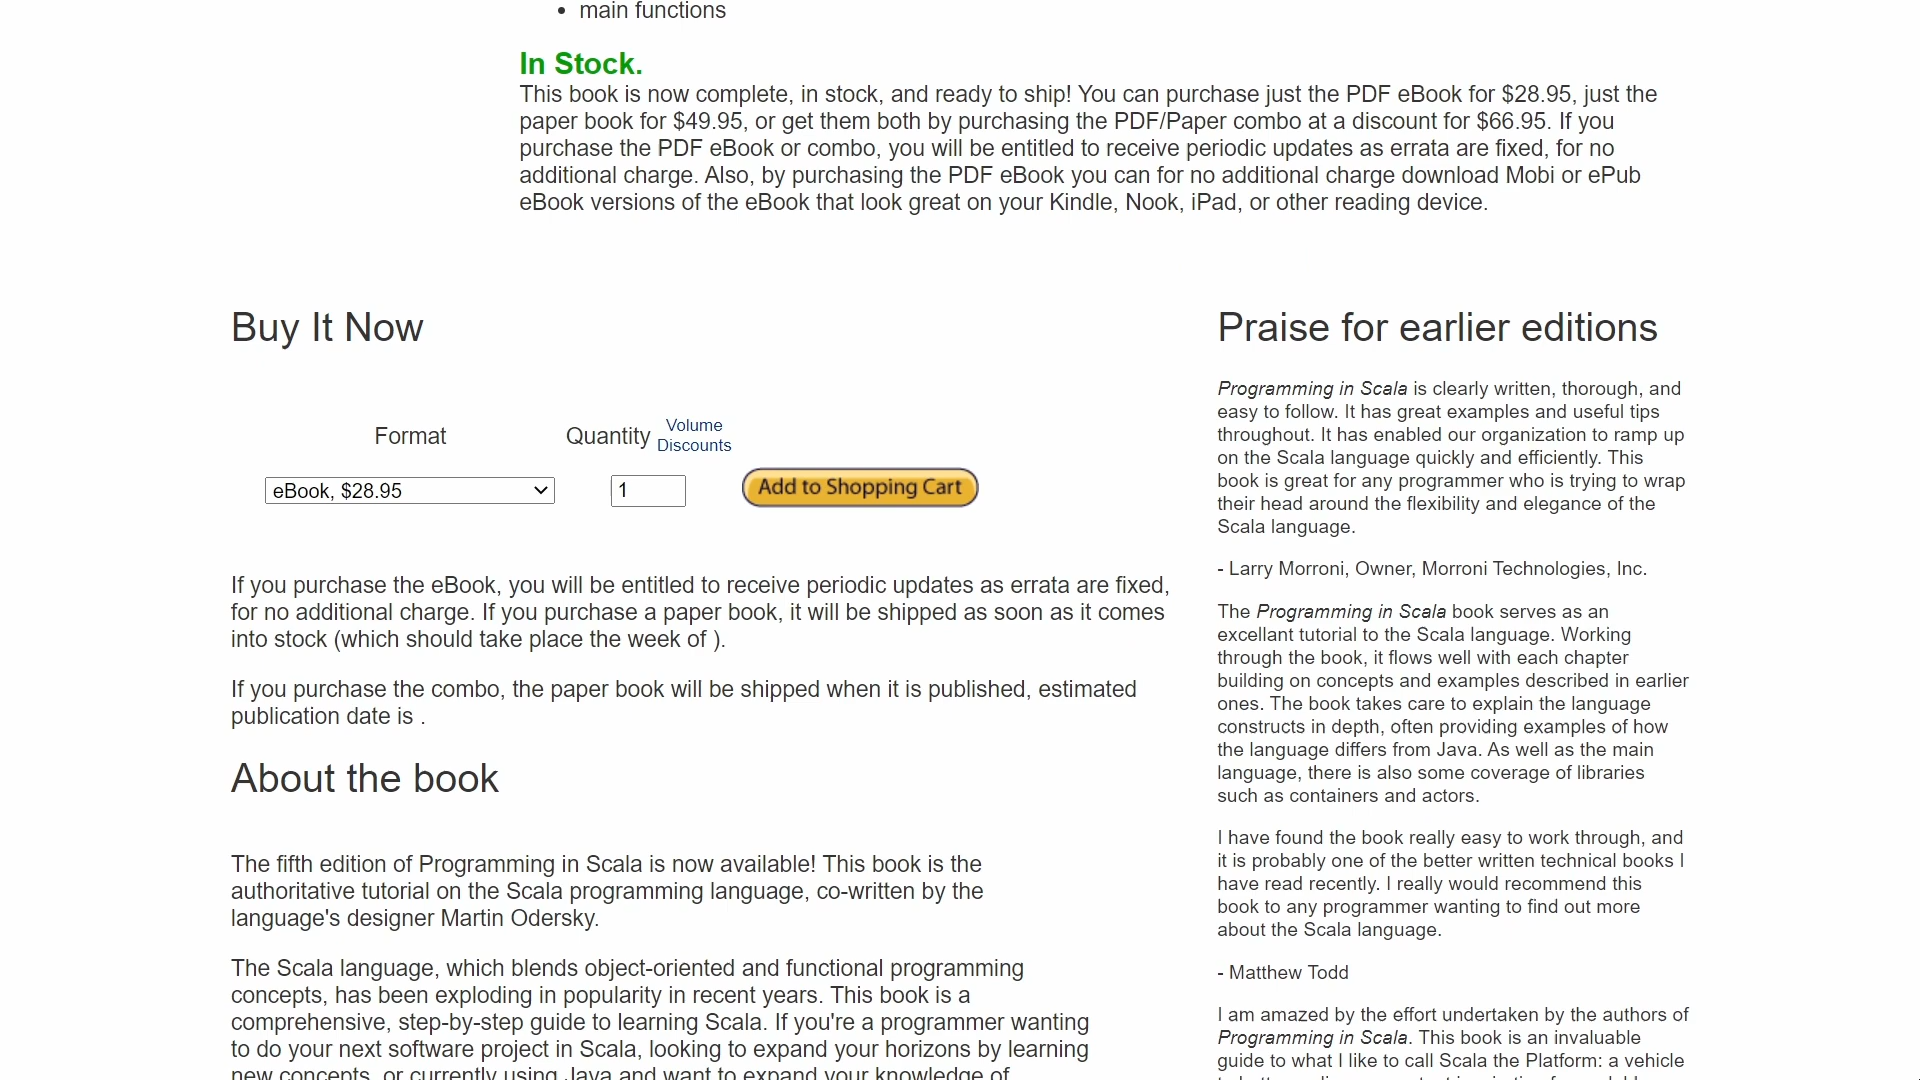 main functions
In Stock.
This book is now complete, in stock, and ready to ship! You can purchase just the PDF eBook for $28.95, just the
paper book for $49.95, or get them both by purchasing the PDF/Paper combo at a discount for $66.95. If you
purchase the PDF eBook or combo, you will be entitled to receive periodic updates as errata are fixed, for no
additional charge. Also, by purchasing the PDF eBook you can for no additional charge download Mobi or ePub
eBook versions of the eBook that look great on your Kindle, Nook, iPad, or other reading device.
Buy It Now
Format
Quantity
Volume
Discounts
eBook, $28.95
1
Add to Shopping Cart
If you purchase the eBook, you will be entitled to receive periodic updates as errata are fixed,
for no additional charge. If you purchase a paper book, it will be shipped as soon as it comes
into stock (which should take place the week of ).
If you purchase the combo, the paper book will be shipped when it is published, estimated
publication date is .
About the book
The fifth edition of Programming in Scala is now available! This book is the
authoritative tutorial on the Scala programming language, co-written by the
language's designer Martin Odersky.
The Scala language, which blends object-oriented and functional programming
concepts, has been exploding in popularity in recent years. This book is a
comprehensive, step-by-step guide to learning Scala. If you're a programmer wanting
to do your next software project in Scala, looking to expand your horizons by learning
new concepts, or currently using Java and want to expand your knowledge of
Praise for earlier editions
Programming in Scala is clearly written, thorough, and
easy to follow. It has great examples and useful tips
throughout. It has enabled our organization to ramp up
on the Scala language quickly and efficiently. This
book is great for any programmer who is trying to wrap
their head around the flexibility and elegance of the
Scala language.
- Larry Morroni, Owner, Morroni Technologies, Inc.
The Programming in Scala book serves as an
excellant tutorial to the Scala language. Working
through the book, it flows well with each chapter
building on concepts and examples described in earlier
ones. The book takes care to explain the language
constructs in depth, often providing examples of how
the language differs from Java. As well as the main
language, there is also some coverage of libraries
such as containers and actors.
I have found the book really easy to work through, and
it is probably one of the better written technical books I
have read recently. I really would recommend this
book to any programmer wanting to find out more
about the Scala language.
- Matthew Todd
I am amazed by the effort undertaken by the authors of
Programming in Scala. This book is an invaluable
guide to what I like to call Scala the Platform: a vehicle